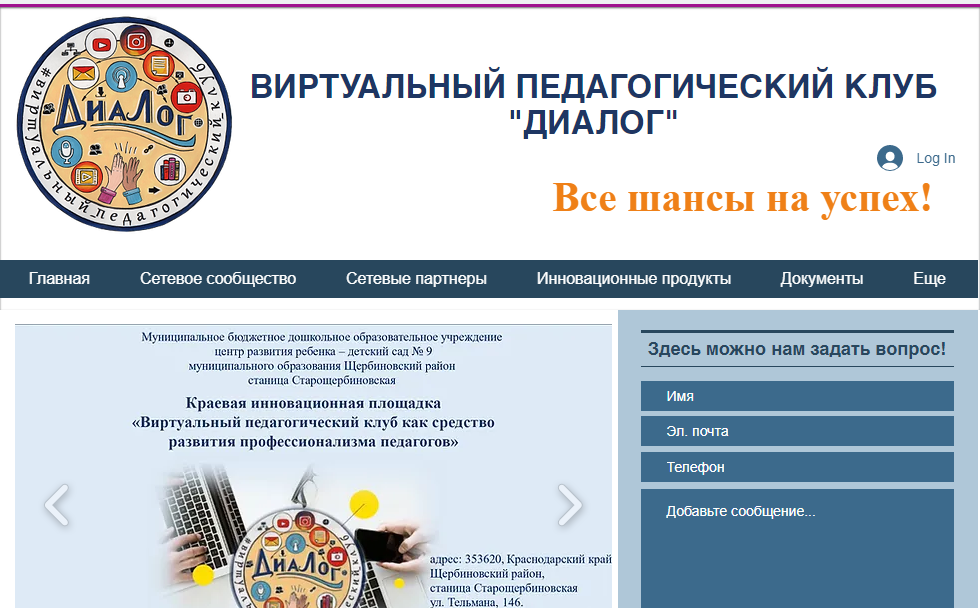 #виртуальный_педагогический_клуб
ДиаЛог
ВИРТУАЛЬНЫЙ ПЕДАГОГИЧЕСКИЙ КЛУБ
"ДИАЛОГ"
Log In
Все шансы на успех!
Главная Сетевое сообщество Сетевые партнеры Инновационные продукты Документы Еще
Муниципальное бюджетное дошкольное образовательное учреждение
центр развития ребенка – детский сад № 9
муниципального образования Щербиновский район
станица Старощербиновская
Краевая инновационная площадка
«Виртуальный педагогический клуб как средство
развития профессионализма педагогов»
ДиаЛог
адрес: 353620, Краснодарский край
Щербиновский район,
станица Старощербиновская
ул. Тельмана, 146.
Здесь можно нам задать вопрос!
Имя
Эл. почта
Телефон
Добавьте сообщение...